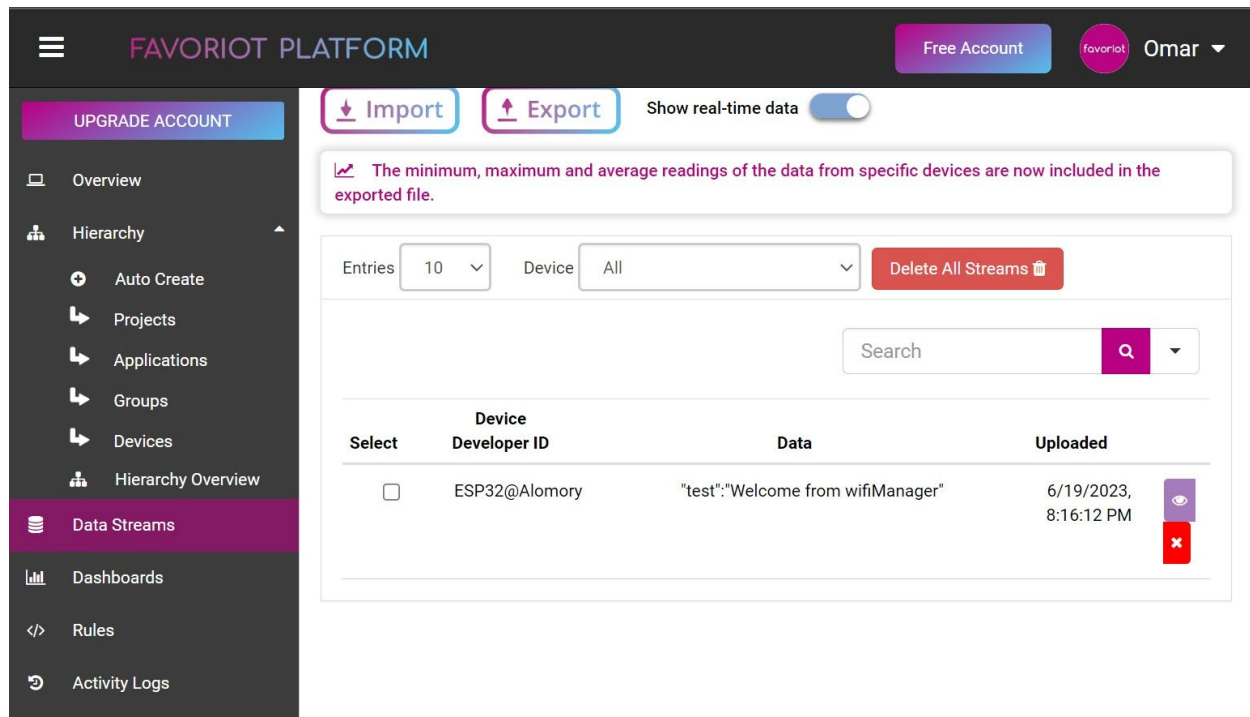 FAVORIOT PLATFORM
Free Account
favoriot
Omar
UPGRADE ACCOUNT
Overview
Hierarchy
Auto Create
Projects
Applications
Groups
Devices
Hierarchy Overview
Data Streams
Dashboards
Rules
Activity Logs
Import
Export
Show real-time data
The minimum, maximum and average readings of the data from specific devices are now included in the
exported file.
Entries 10 Device All Delete All Streams
Search
Select Device Developer ID Data Uploaded
ESP32@Alomory "test":"Welcome from wifiManager" 6/19/2023,
8:16:12 PM